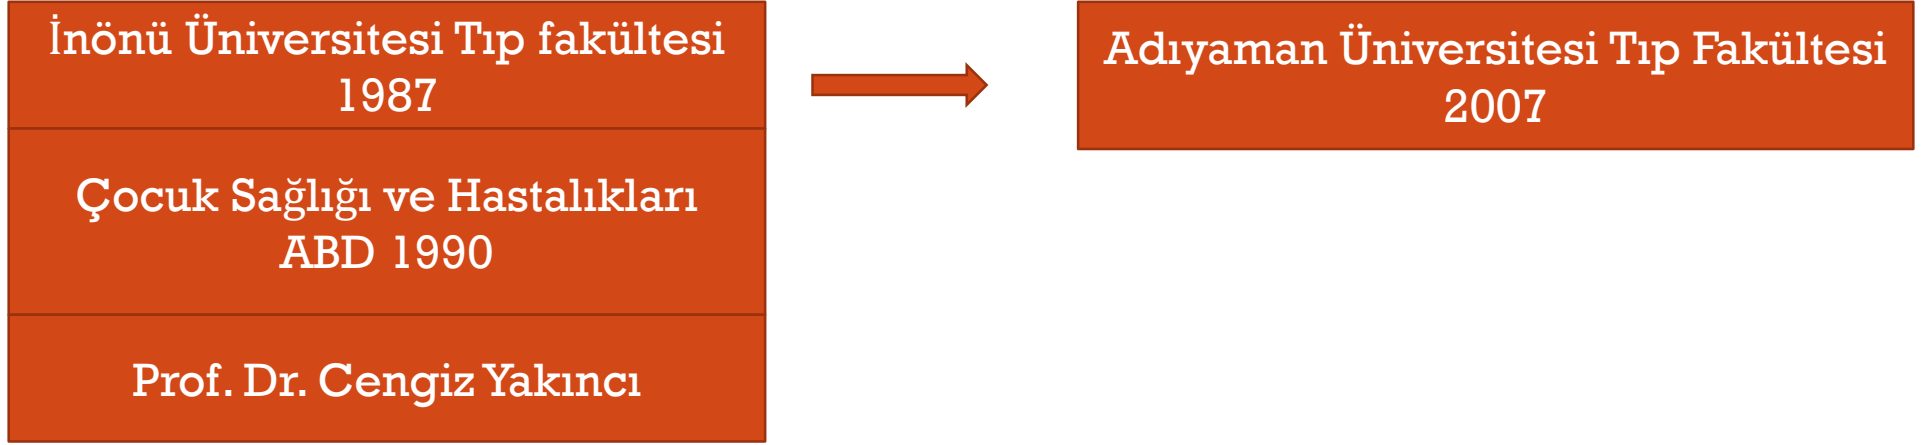 İnönü Üniversitesi Tıp fakültesi
1987
Çocuk Sağlığı ve Hastalıkları
ABD 1990
Prof. Dr. Cengiz Yakıncı
Adıyaman Üniversitesi Tıp Fakültesi
2007